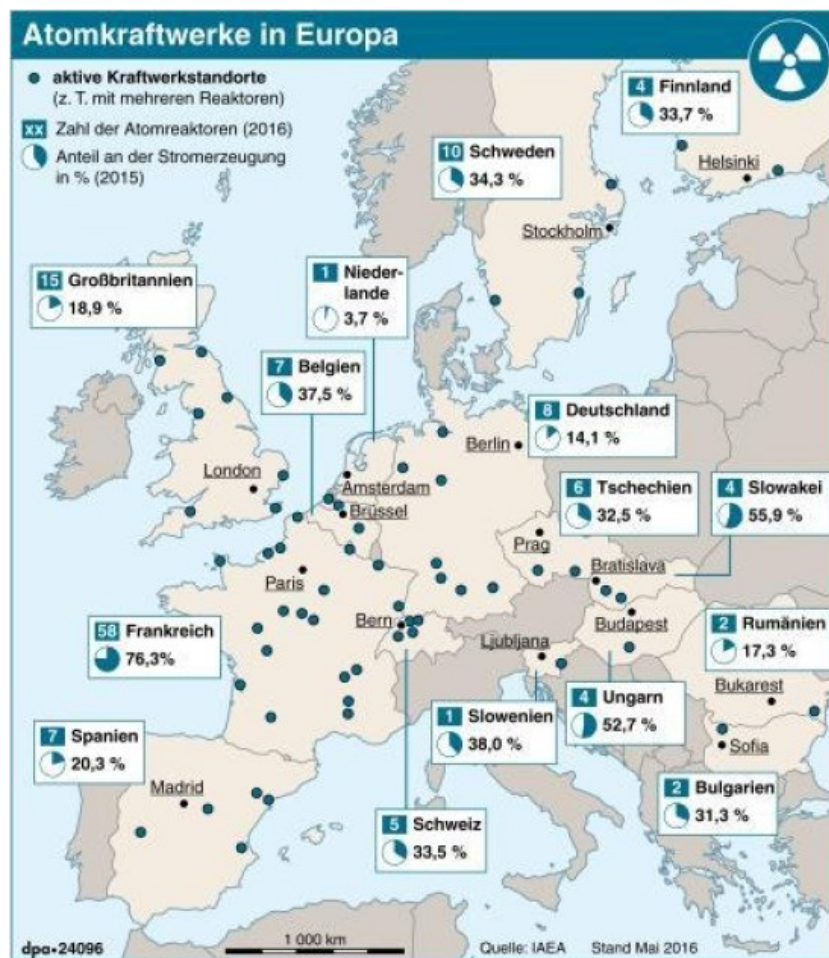 Atomkraftwerke in Europa
aktive Kraftwerkstandorte
(z. T. mit mehreren Reaktoren)
xx Zahl der Atomreaktoren (2016)
Anteil an der Stromerzeugung
in % (2015)
4 Finnland
33,7 %
Helsinki
10 Schweden
34,3 %
Stockholm
15 Großbritannien
18,9 %
1 Nieder-
lande
3,7 %
7 Belgien
37,5 %
8 Deutschland
14,1 %
Berlin
London
Amsterdam
Brüssel
6 Tschechien
32,5 %
4 Slowakei
55,9 %
Prag
Bratislava
Paris
Bern
Budapest
Ljubljana
58 Frankreich
76,3%
2 Rumänien
17,3 %
Bukarest
4 Ungarn
52,7 %
1 Slowenien
38,0 %
Sofia
7 Spanien
20,3 %
Madrid
2 Bulgarien
31,3 %
5 Schweiz
33,5 %
dpa•24096
1 000 km
Quelle: IAEA Stand Mai 2016